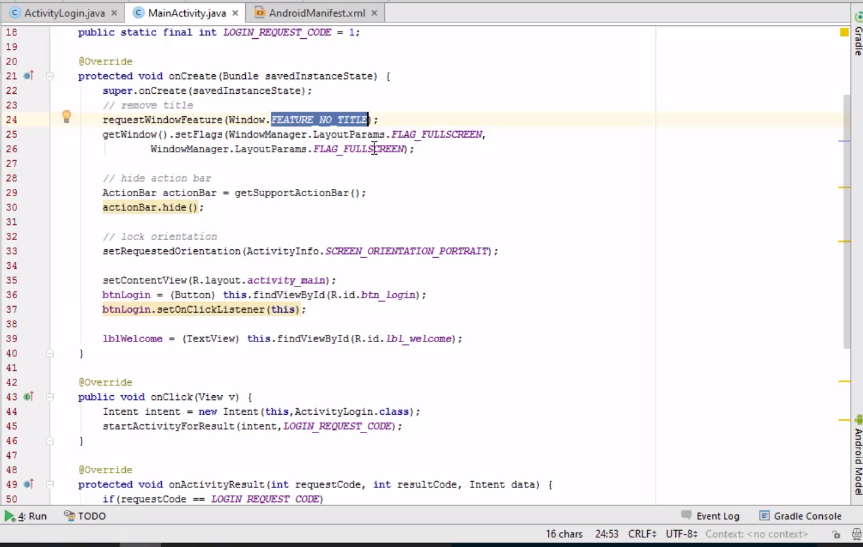 ActivityLogin.java MainActivity.java AndroidManifest.xml
18 public static final int LOGIN_REQUEST_CODE = 1;
19
20 @Override
21 protected void onCreate(Bundle savedInstanceState) {
22 super.onCreate(savedInstanceState);
23 // remove title
24 requestWindowFeature(Window.FEATURE_NO_TITLE);
25 getWindow().setFlags(WindowManager.LayoutParams.FLAG_FULLSCREEN,
26 WindowManager.LayoutParams.FLAG_FULLSCREEN);
27
28 // hide action bar
29 ActionBar actionBar = getSupportActionBar();
30 actionBar.hide();
31
32 // lock orientation
33 setRequestedOrientation(ActivityInfo.SCREEN_ORIENTATION_PORTRAIT);
34
35 setContentView(R.layout.activity_main);
36 btnLogin = (Button) this.findViewById(R.id.btn_login);
37 btnLogin.setOnClickListener(this);
38
39 lblWelcome = (TextView) this.findViewById(R.id.lbl_welcome);
40 }
41
42 @Override
43 public void onClick(View v) {
44 Intent intent = new Intent(this,ActivityLogin.class);
45 startActivityForResult(intent,LOGIN_REQUEST_CODE);
46 }
47
48 @Override
49 protected void onActivityResult(int requestCode, int resultCode, Intent data) {
50 if(requestCode == LOGIN_REQUEST_CODE)
Gradle
Android Model
4: Run TODO Event Log Gradle Console
16 chars 24:53 CRLF UTF-8 Context: <no context>